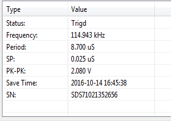 Type Value
Status: Trigd
Frequency: 114.943 kHz
Period: 8.700 us
SP: 0.025 us
PK-PK: 2.080 V
Save Time: 2016-10-14 16:45:38
SN: SDS71021352656